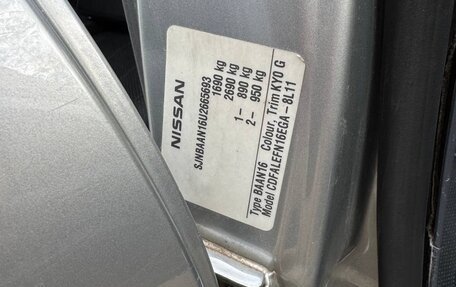 NISSAN
SJNBAAN16U2665693
1690 kg
2690 kg
1– 890 kg
2– 950 kg
Type BAAN16 Colour, Trim KY0 G
Model CDFALEFN16EGA – 8L11